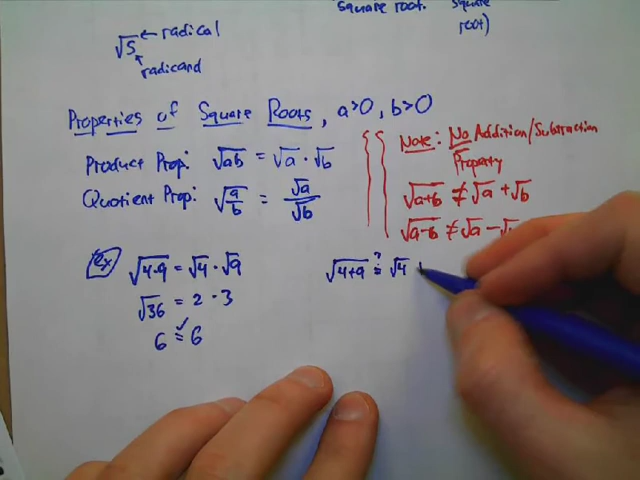 Square root. Square
root)
√5 ← radical
radicand
Properties of Square Roots, a>0, b>0
Note: No Addition/Subtraction
Property
Product Prop: √ab = √a · √b
Quotient Prop: √(a/b) = √a/√b
√a+b ≠ √a + √b
√a-b ≠ √a -
ex
√4·9 = √4 · √9
√4+9 ≟ √4 +
√36 = 2 · 3
6 = 6 ✓